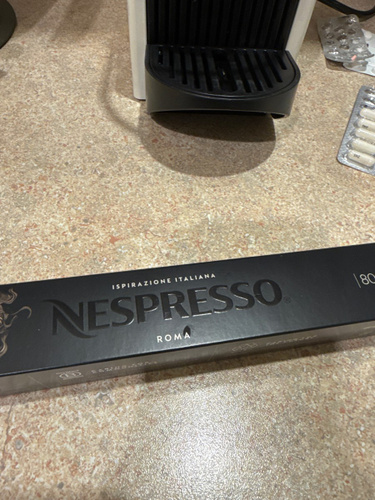 ISPIRAZIONE ITALIANA
NESPRESSO
ROMA
80